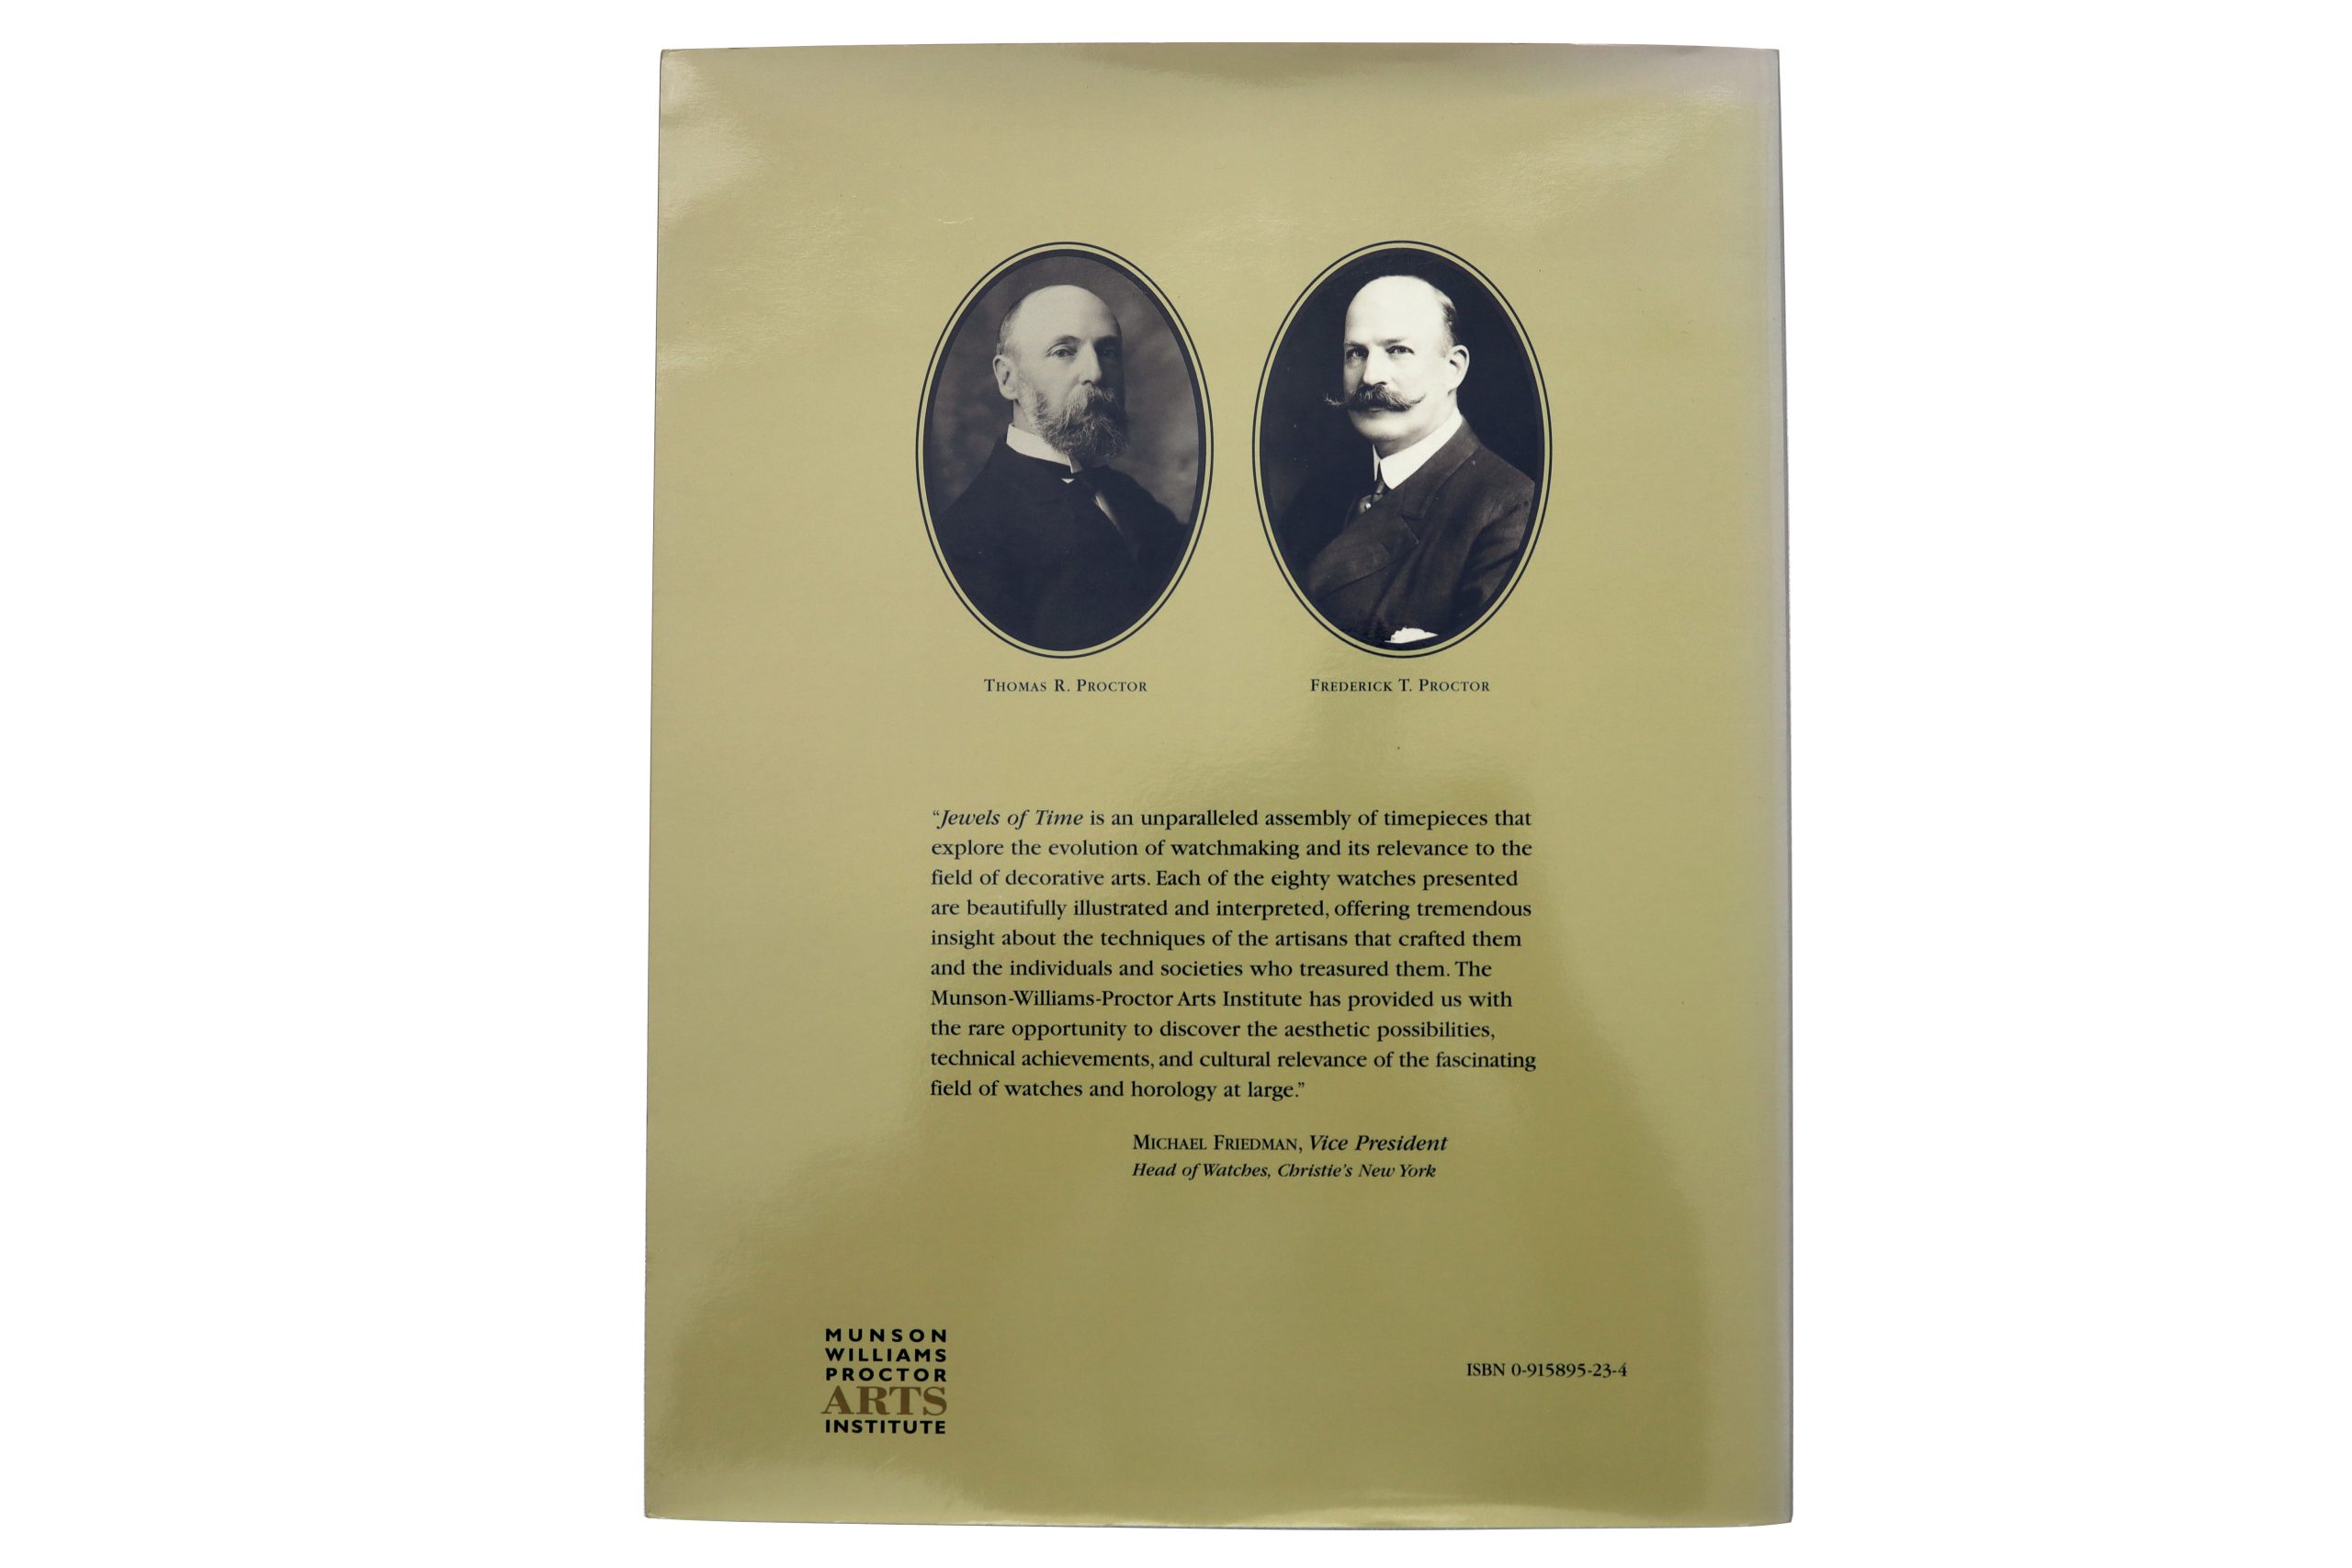 THOMAS R. PROCTOR
FREDERICK T. PROCTOR
“Jewels of Time is an unparalleled assembly of timepieces that
explore the evolution of watchmaking and its relevance to the
field of decorative arts. Each of the eighty watches presented
are beautifully illustrated and interpreted, offering tremendous
insight about the techniques of the artisans that crafted them
and the individuals and societies who treasured them. The
Munson-Williams-Proctor Arts Institute has provided us with
the rare opportunity to discover the aesthetic possibilities,
technical achievements, and cultural relevance of the fascinating
field of watches and horology at large.”
MICHAEL FRIEDMAN, Vice President
Head of Watches, Christie's New York
MUNSON
WILLIAMS
PROCTOR
ARTS
INSTITUTE
ISBN 0-915895-23-4